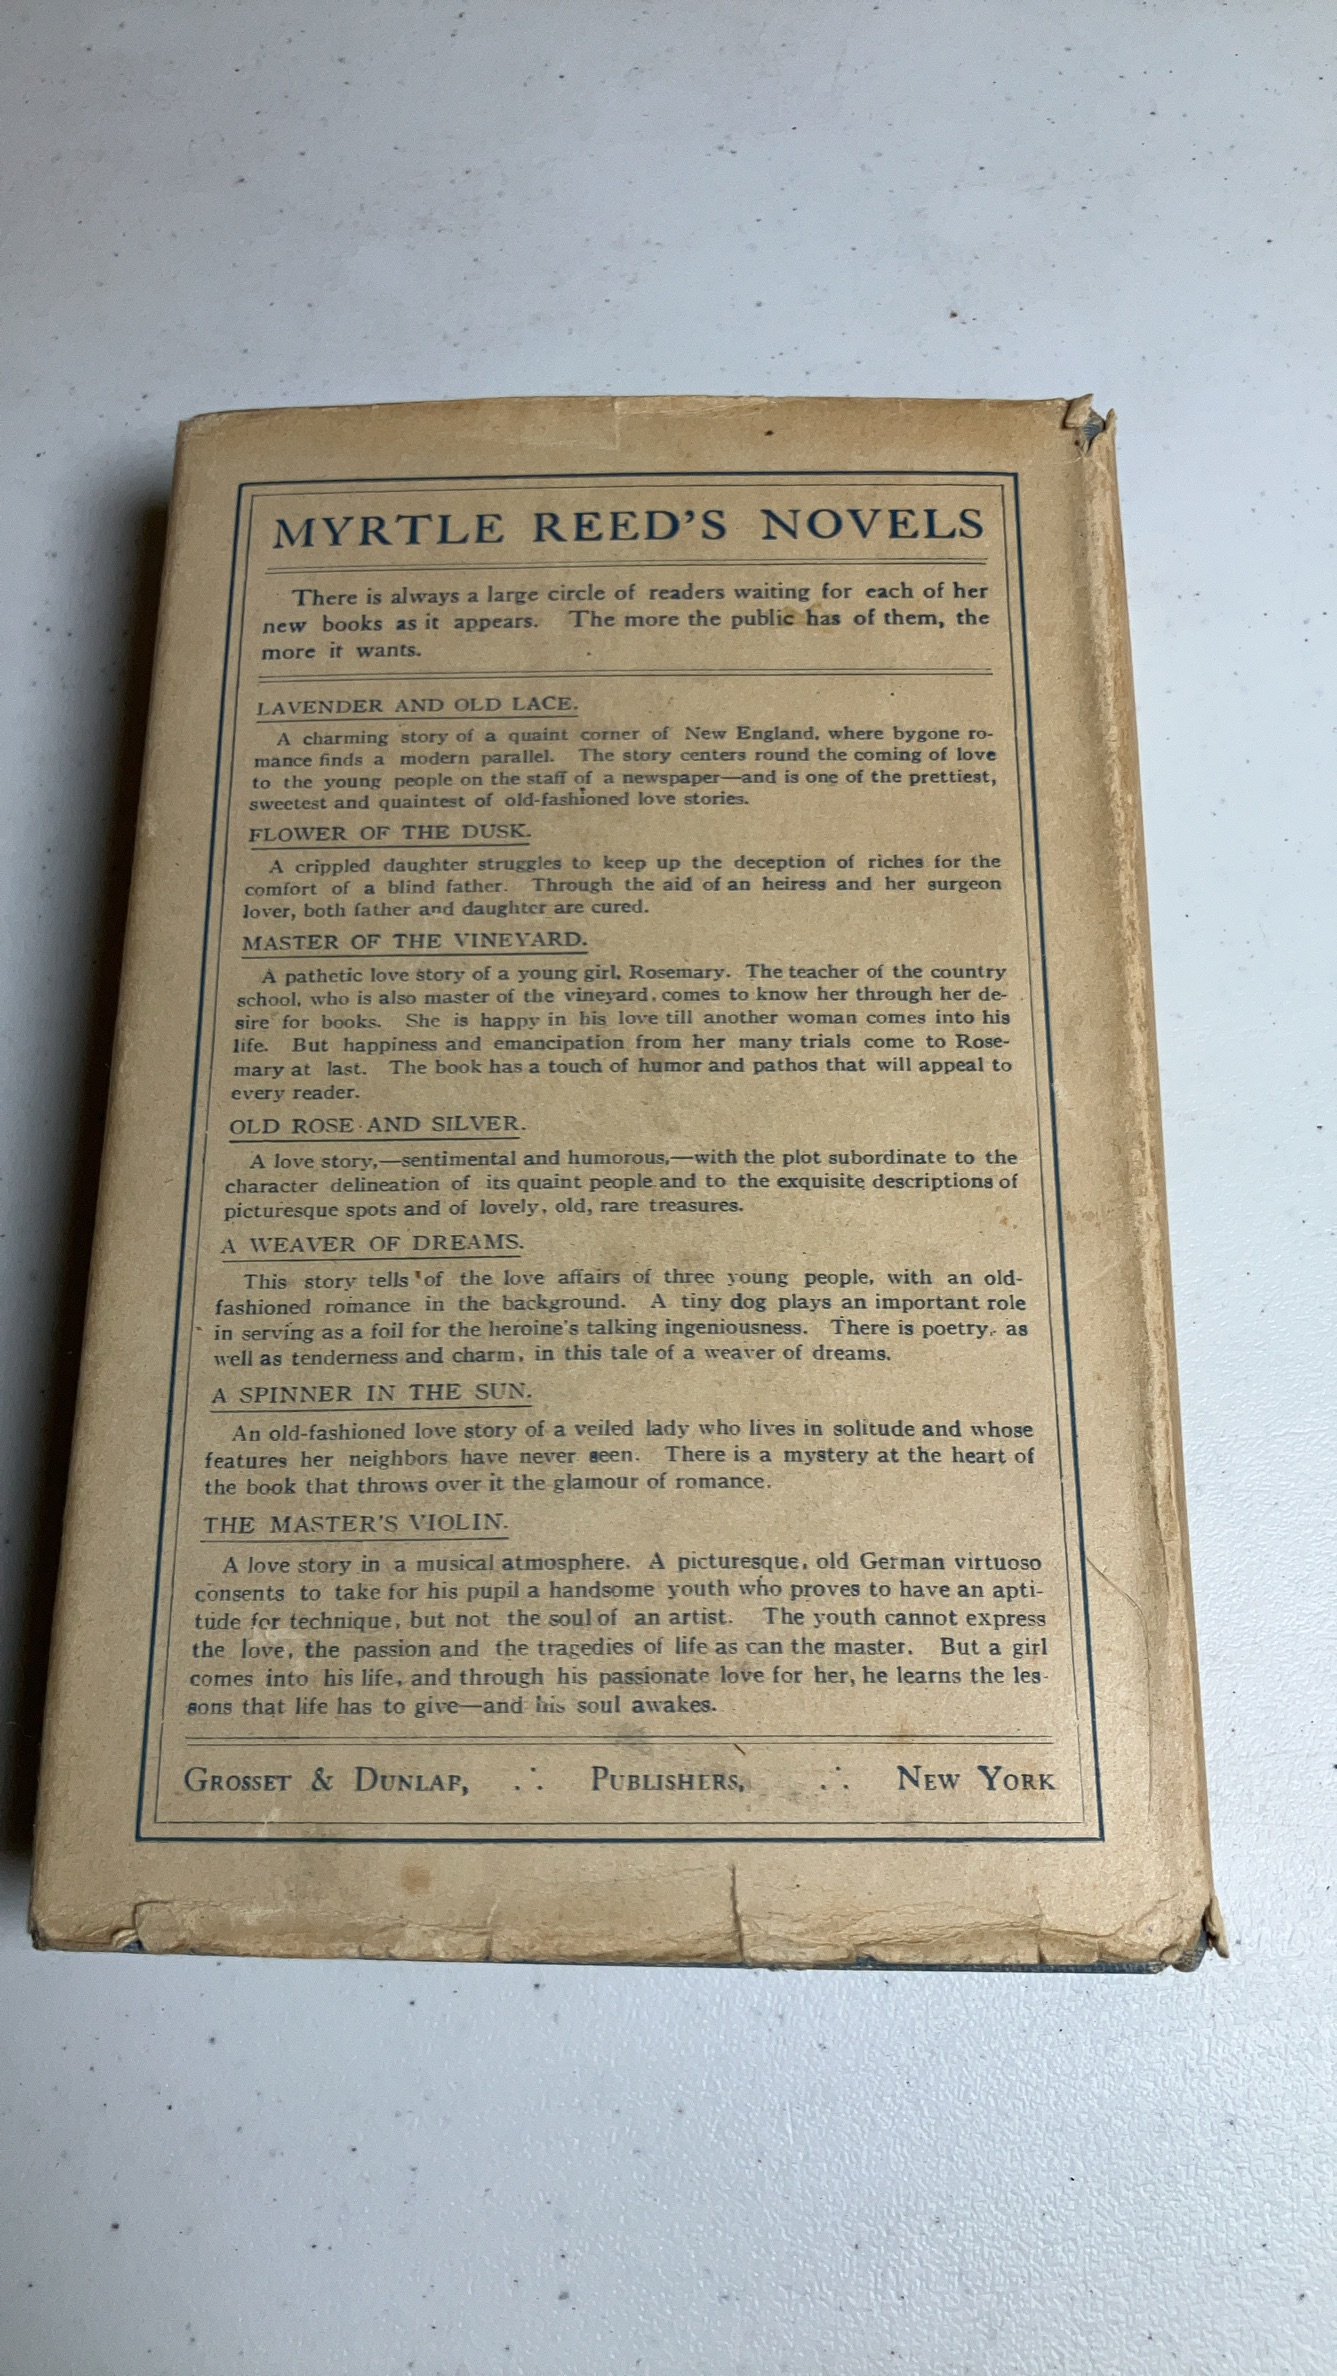 MYRTLE REED'S NOVELS
There is always a large circle of readers waiting for each of her
new books as it appears. The more the public has of them, the
more it wants.
LAVENDER AND OLD LACE.
A charming story of a quaint corner of New England, where bygone ro-
mance finds a modern parallel. The story centers round the coming of love
to the young people on the staff of a newspaper—and is one of the prettiest,
sweetest and quaintest of old-fashioned love stories.
FLOWER OF THE DUSK.
A crippled daughter struggles to keep up the deception of riches for the
comfort of a blind father. Through the aid of an heiress and her surgeon
lover, both father and daughter are cured.
MASTER OF THE VINEYARD.
A pathetic love story of a young girl, Rosemary. The teacher of the country
school, who is also master of the vineyard, comes to know her through her de-
sire for books. She is happy in his love till another woman comes into his
life. But happiness and emancipation from her many trials come to Rose-
mary at last. The book has a touch of humor and pathos that will appeal to
every reader.
OLD ROSE AND SILVER.
A love story,—sentimental and humorous,—with the plot subordinate to the
character delineation of its quaint people and to the exquisite descriptions of
picturesque spots and of lovely, old, rare treasures.
A WEAVER OF DREAMS.
This story tells of the love affairs of three young people, with an old-
fashioned romance in the background. A tiny dog plays an important role
in serving as a foil for the heroine's talking ingeniousness. There is poetry, as
well as tenderness and charm, in this tale of a weaver of dreams.
A SPINNER IN THE SUN.
An old-fashioned love story of a veiled lady who lives in solitude and whose
features her neighbors have never seen. There is a mystery at the heart of
the book that throws over it the glamour of romance.
THE MASTER'S VIOLIN.
A love story in a musical atmosphere. A picturesque, old German virtuoso
consents to take for his pupil a handsome youth who proves to have an apti-
tude for technique, but not the soul of an artist. The youth cannot express
the love, the passion and the tragedies of life as can the master. But a girl
comes into his life, and through his passionate love for her, he learns the les-
sons that life has to give—and his soul awakes.
GROSSET & DUNLAP, ∴ PUBLISHERS, ∴ NEW YORK